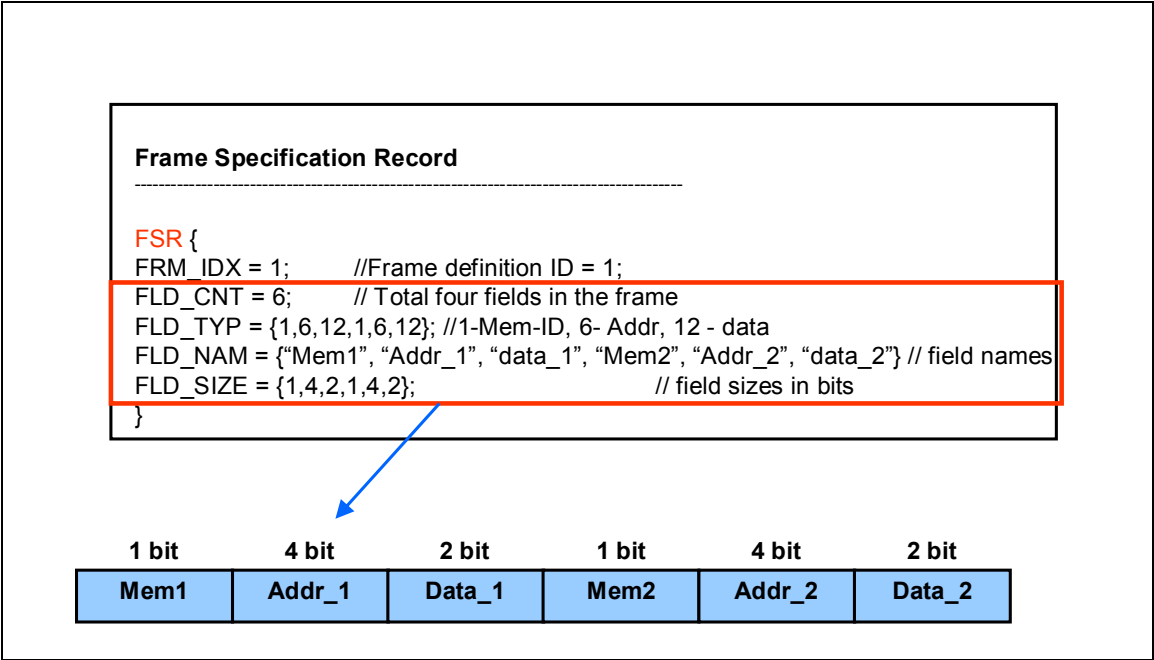 Frame Specification Record
-------------------------------------------------------------------------------------------
FSR {
FRM_IDX = 1; //Frame definition ID = 1;
FLD_CNT = 6; // Total four fields in the frame
FLD_TYP = {1,6,12,1,6,12}; //1-Mem-ID, 6- Addr, 12 - data
FLD_NAM = {“Mem1”, “Addr_1”, “data_1”, “Mem2”, “Addr_2”, “data_2”} // field names
FLD_SIZE = {1,4,2,1,4,2}; // field sizes in bits
}
1 bit 4 bit 2 bit 1 bit 4 bit 2 bit
Mem1 Addr_1 Data_1 Mem2 Addr_2 Data_2